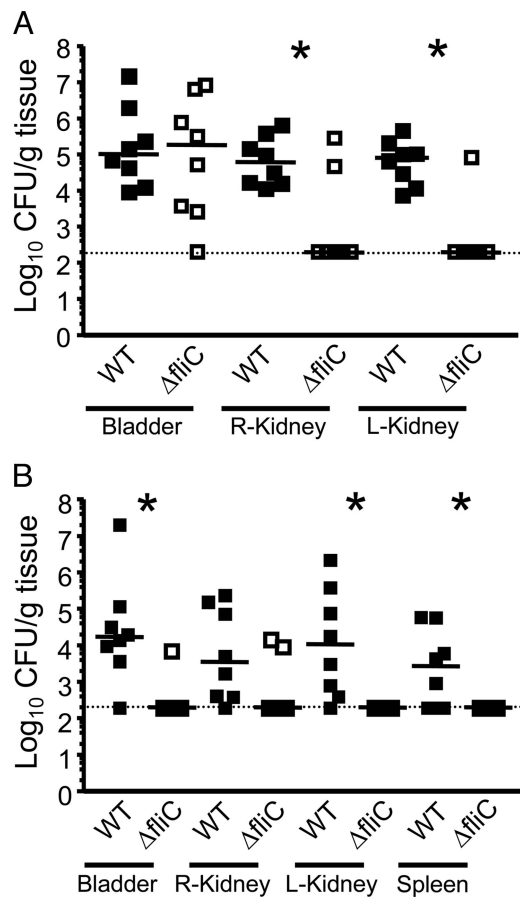 A
* *
Log10 CFU/g tissue
8
7
6
5
4
3
2
1
0
WT ΔfliC WT ΔfliC WT ΔfliC
Bladder R-Kidney L-Kidney
B
* * *
Log10 CFU/g tissue
8
7
6
5
4
3
2
1
0
WT ΔfliC WT ΔfliC WT ΔfliC WT ΔfliC
Bladder R-Kidney L-Kidney Spleen